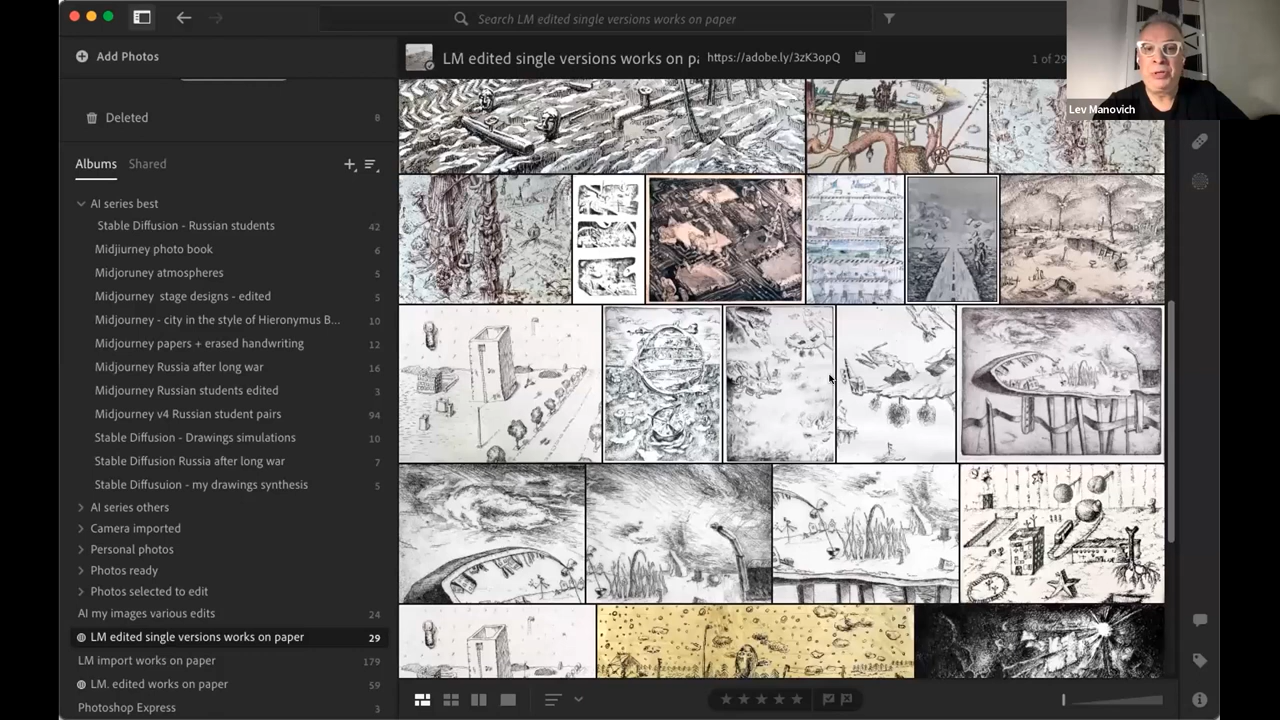 Search LM edited single versions works on paper
Add Photos
LM edited single versions works on pa
https://adobe.ly/3zK3opQ
1 of 29
Lev Manovich
Deleted 8
Albums Shared
AI series best
Stable Diffusion - Russian students 42
Midjiurney photo book 6
Midjoruney atmospheres 5
Midjourney stage designs - edited 5
Midjourney - city in the style of Hieronymus B... 10
Midjourney papers + erased handwriting 12
Midjourney Russia after long war 16
Midjourney Russian students edited 3
Midjourney v4 Russian student pairs 94
Stable Diffusion - Drawings simulations 10
Stable Diffusion Russia after long war 7
Stable Diffusuion - my drawings synthesis 5
AI series others
Camera imported
Personal photos
Photos ready
Photos selected to edit
AI my images various edits 24
LM edited single versions works on paper 29
LM import works on paper 179
LM. edited works on paper 59
Photoshop Express 3